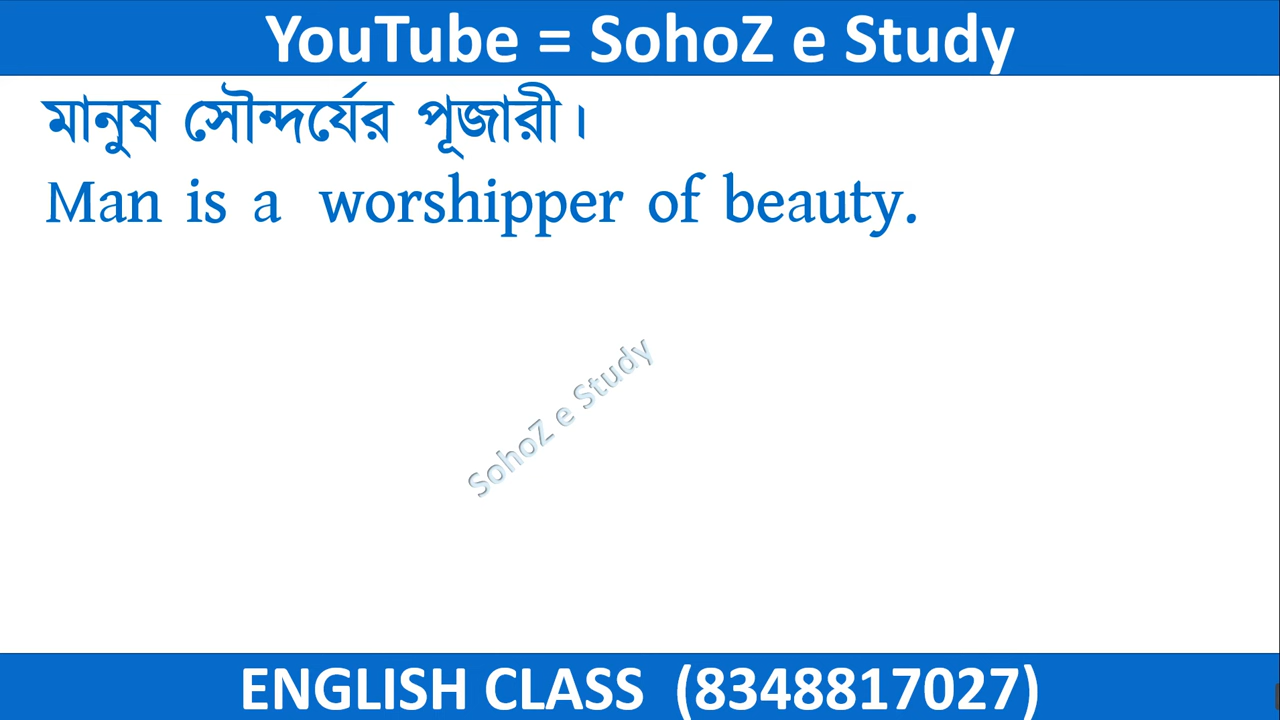 YouTube = SohoZ e Study
মানুষ সৌন্দর্যের পূজারী।
Man is a worshipper of beauty.
SohoZ e Study
ENGLISH CLASS (8348817027)